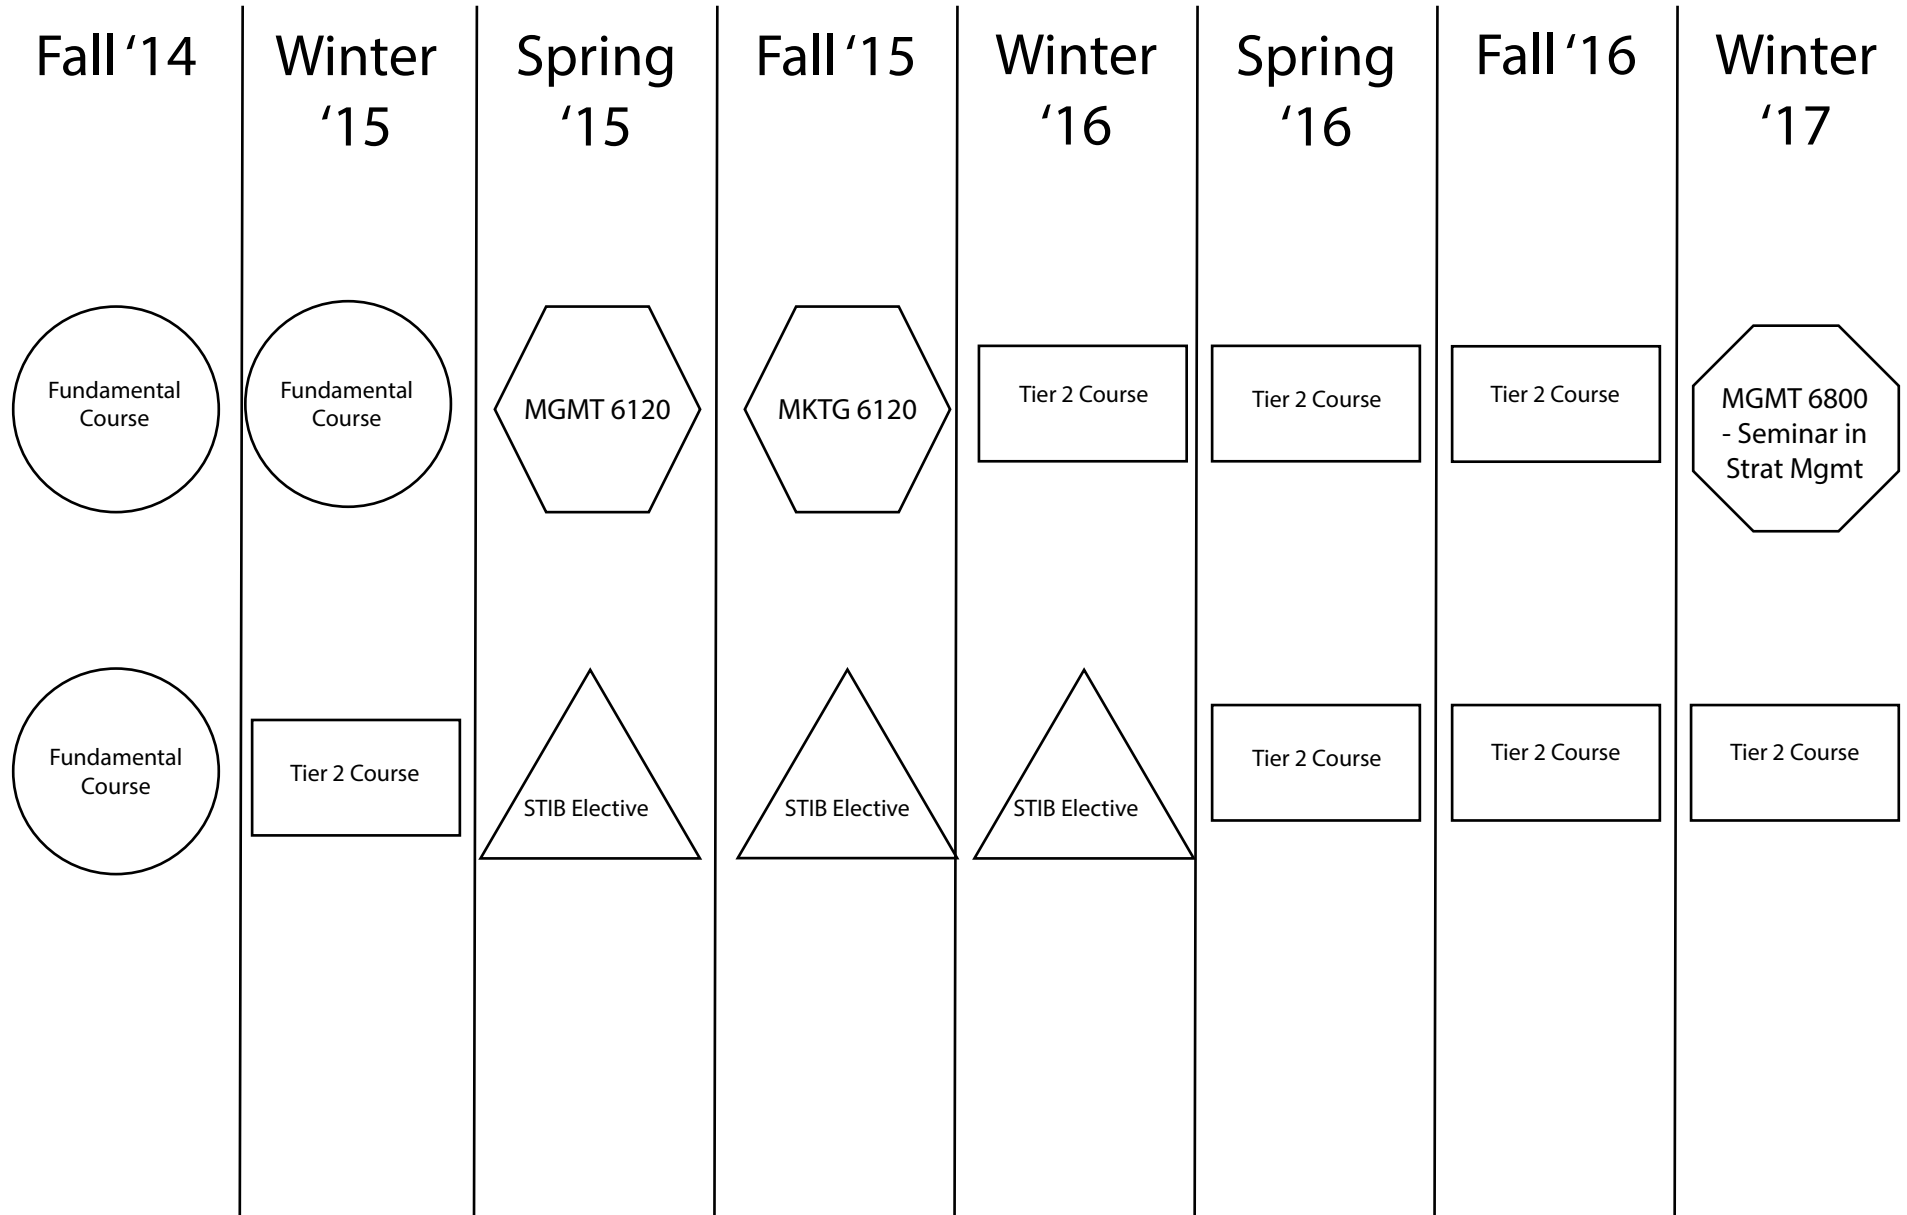 Fall ‘14
Winter
‘15
Spring
‘15
Fall ‘15
Winter
‘16
Spring
‘16
Fall ‘16
Winter
‘17
Fundamental
Course
Fundamental
Course
MGMT 6120
MKTG 6120
Tier 2 Course
Tier 2 Course
Tier 2 Course
MGMT 6800
- Seminar in
Strat Mgmt
Fundamental
Course
Tier 2 Course
STIB Elective
STIB Elective
STIB Elective
Tier 2 Course
Tier 2 Course
Tier 2 Course